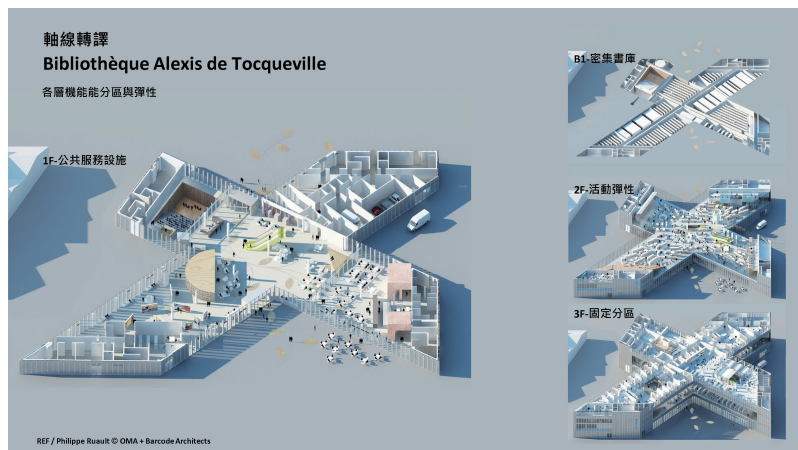 軸線轉譯
Bibliothèque Alexis de Tocqueville
各層機能能分區與彈性
1F-公共服務設施
B1-密集書庫
2F-活動彈性
3F-固定分區
REF / Philippe Ruault © OMA + Barcode Architects